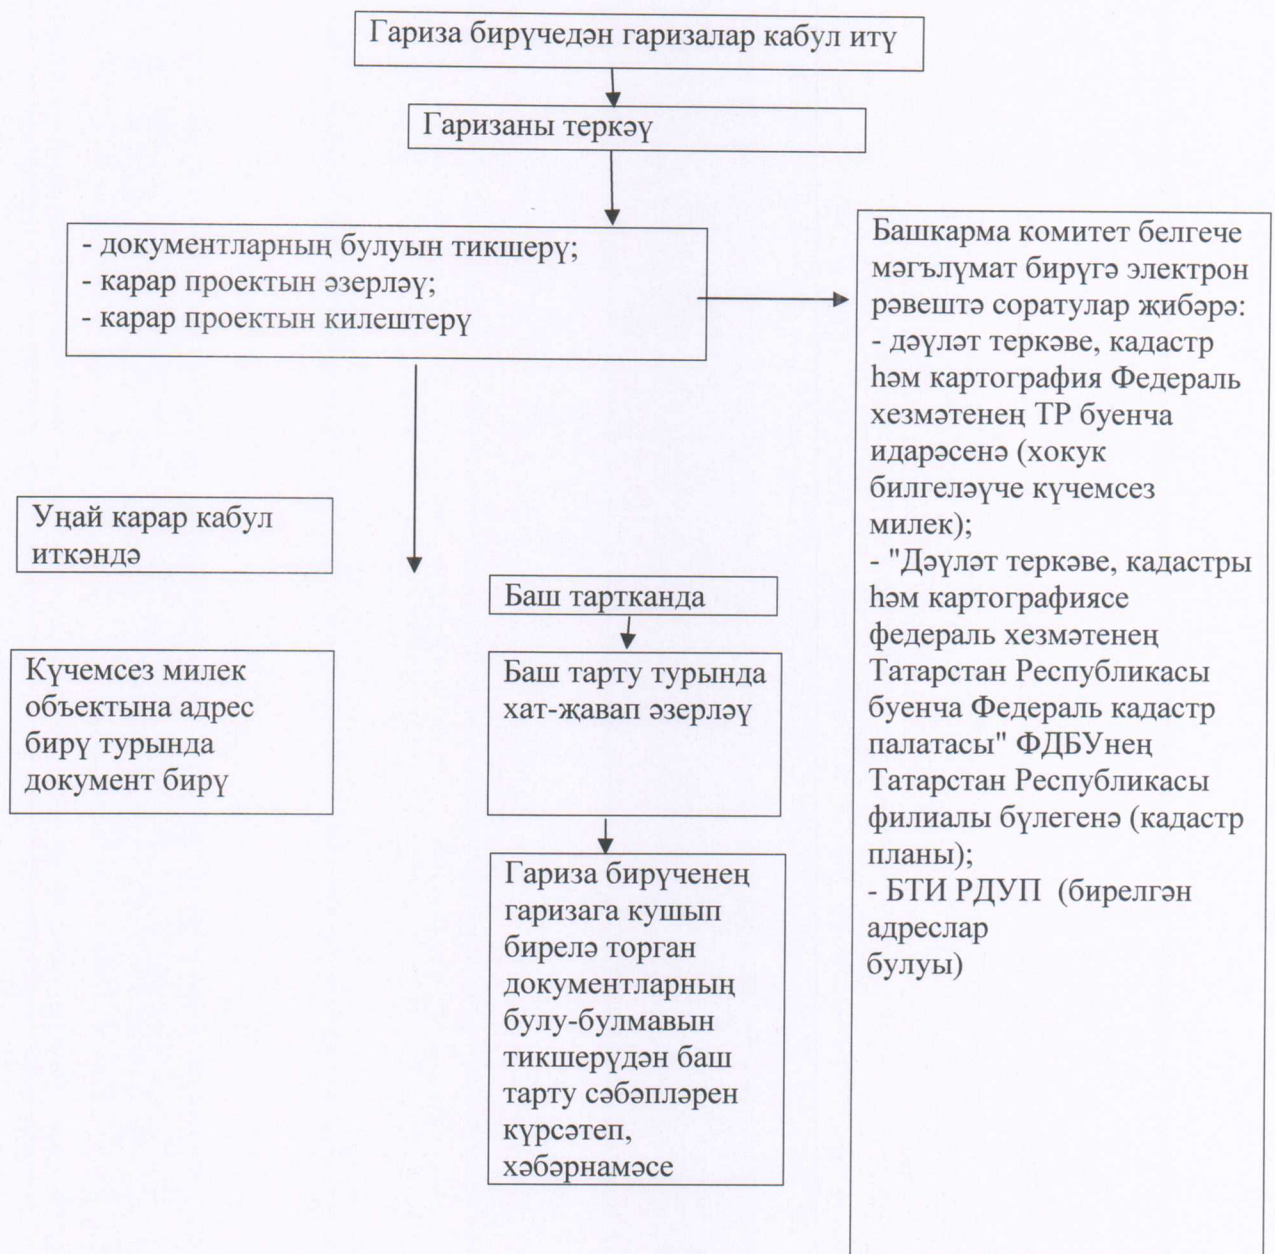 Гариза бирүчедән гаризалар кабул итү
Гаризаны теркәү
- документларның булуын тикшерү;
- карар проектын әзерләү;
- карар проектын килештерү
Башкарма комитет белгече
мәгълүмат бирүгә электрон
рәвештә соратулар җибәрә:
- дәүләт теркәве, кадастр
һәм картография Федераль
хезмәтенең ТР буенча
идарәсенә (хокук
билгеләүче күчемсез
милек);
- "Дәүләт теркәве, кадастры
һәм картографиясе
федераль хезмәтенең
Татарстан Республикасы
буенча Федераль кадастр
палатасы" ФДБУнең
Татарстан Республикасы
филиалы бүлегенә (кадастр
планы);
- БТИ РДУП (бирелгән
адреслар
булуы)
Уңай карар кабул
иткәндә
Күчемсез милек
объектына адрес
бирү турында
документ бирү
Баш тартканда
Баш тарту турында
хат-җавап әзерләү
Гариза бирүченең
гаризага кушып
бирелә торган
документларның
булу-булмавын
тикшерүдән баш
тарту сәбәпләрен
күрсәтеп,
хәбәрнамәсе